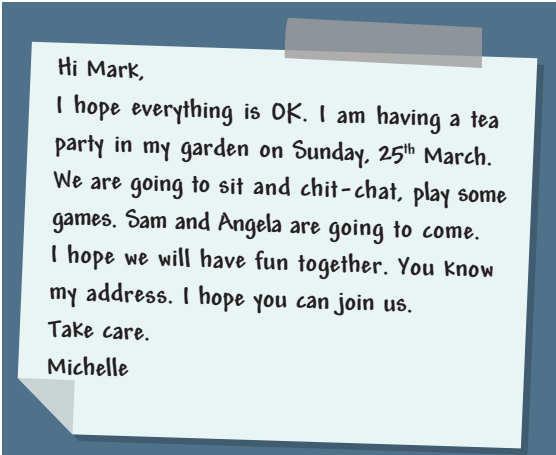 Hi Mark,
I hope everything is OK. I am having a tea
party in my garden on Sunday, 25th March.
We are going to sit and chit-chat, play some
games. Sam and Angela are going to come.
I hope we will have fun together. You know
my address. I hope you can join us.
Take care.
Michelle